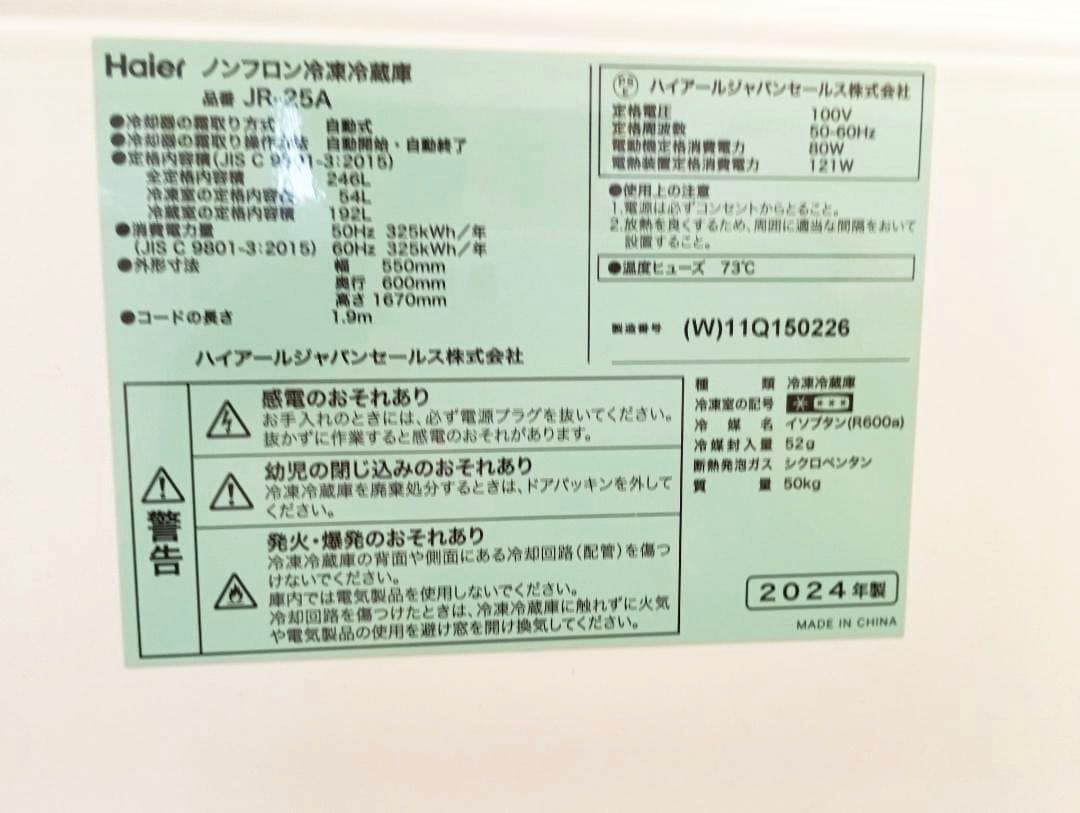 Haier ノンフロン冷凍冷蔵庫
品番 JR-25A
●冷却器の霜取り方式 自動式
●冷却器の霜取り操作方法 自動開始・自動終了
●定格内容積(JIS C 9801-3:2015)
全定格内容積 246L
冷凍室の定格内容積 54L
冷蔵室の定格内容積 192L
●消費電力量 50Hz 325kWh/年
(JIS C 9801-3:2015) 60Hz 325kWh/年
●外形寸法 幅 550mm
奥行 600mm
高さ 1670mm
●コードの長さ 1.9m
ハイアールジャパンセールス株式会社
PS E ハイアールジャパンセールス株式会社
定格電圧 100V
定格周波数 50-60Hz
電動機定格消費電力 80W
電熱装置定格消費電力 121W
●使用上の注意
1.電源は必ずコンセントからとること。
2.放熱を良くするため、周囲に適当な間隔をおいて
設置すること。
●温度ヒューズ 73℃
製造番号 (W)11Q150226
警告
感電のおそれあり
お手入れのときには、必ず電源プラグを抜いてください。
抜かずに作業すると感電のおそれがあります。
幼児の閉じ込みのおそれあり
冷凍冷蔵庫を廃棄処分するときは、ドアパッキンを外して
ください。
発火・爆発のおそれあり
冷凍冷蔵庫の背面や側面にある冷却回路(配管)を傷つ
けないでください。
庫内では電気製品を使用しないでください。
冷却回路を傷つけたときは、冷凍冷蔵庫に触れずに火気
や電気製品の使用を避け窓を開け換気してください。
種類 冷凍冷蔵庫
冷凍室の記号 * ***
冷媒名 イソブタン(R600a)
冷媒封入量 52g
断熱発泡ガス シクロペンタン
質量 50kg
2024年製
MADE IN CHINA